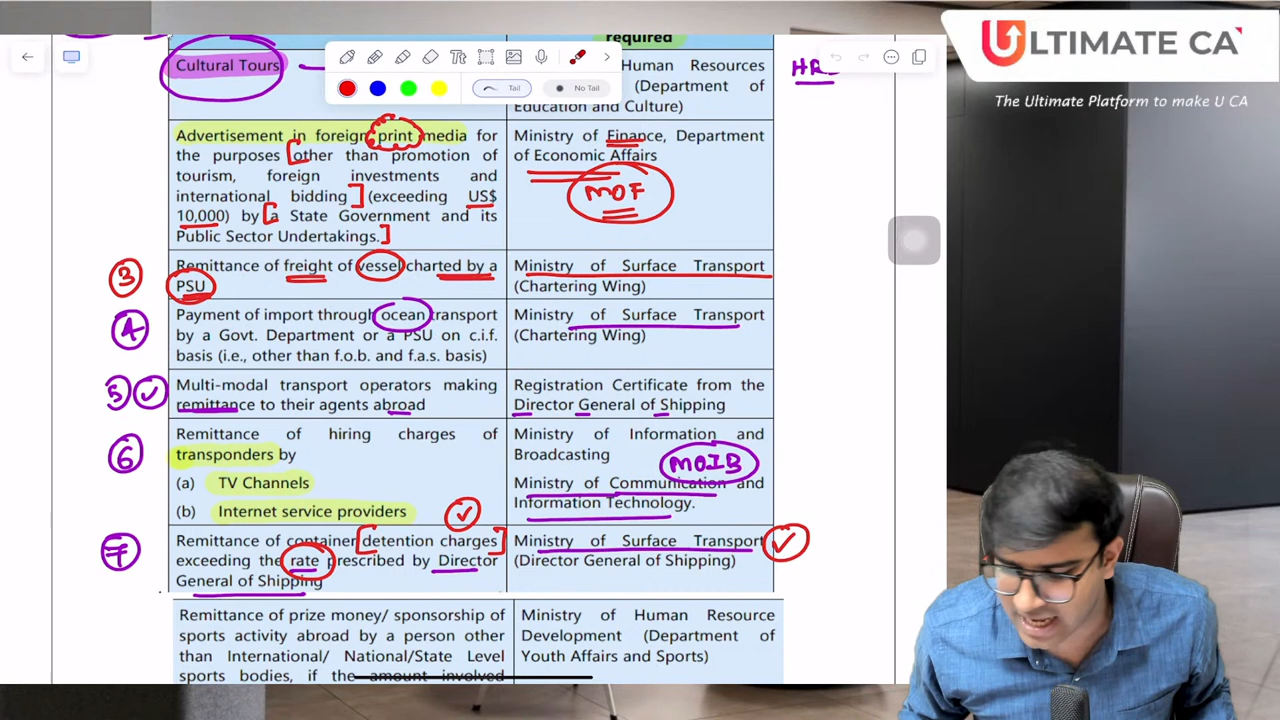 required
ULTIMATE CA
The Ultimate Platform to make U CA
Cultural Tours
Human Resources
(Department of
Education and Culture)
Tail
No Tail
Advertisement in foreign print media for
the purposes other than promotion of
tourism, foreign investments and
international bidding (exceeding US$
10,000) by a State Government and its
Public Sector Undertakings.
Ministry of Finance, Department
of Economic Affairs
MOF
3
Remittance of freight of vessel charted by a
PSU
Ministry of Surface Transport
(Chartering Wing)
4
Payment of import through ocean transport
by a Govt. Department or a PSU on c.i.f.
basis (i.e., other than f.o.b. and f.a.s. basis)
Ministry of Surface Transport
(Chartering Wing)
5
Multi-modal transport operators making
remittance to their agents abroad
Registration Certificate from the
Director General of Shipping
6
Remittance of hiring charges of
transponders by
(a) TV Channels
(b) Internet service providers
Ministry of Information and
Broadcasting
MOIB
Ministry of Communication and
Information Technology.
7
Remittance of container detention charges
exceeding the rate prescribed by Director
General of Shipping
Ministry of Surface Transport
(Director General of Shipping)
Remittance of prize money/ sponsorship of
sports activity abroad by a person other
than International/ National/State Level
sports bodies, if the amount involved
Ministry of Human Resource
Development (Department of
Youth Affairs and Sports)